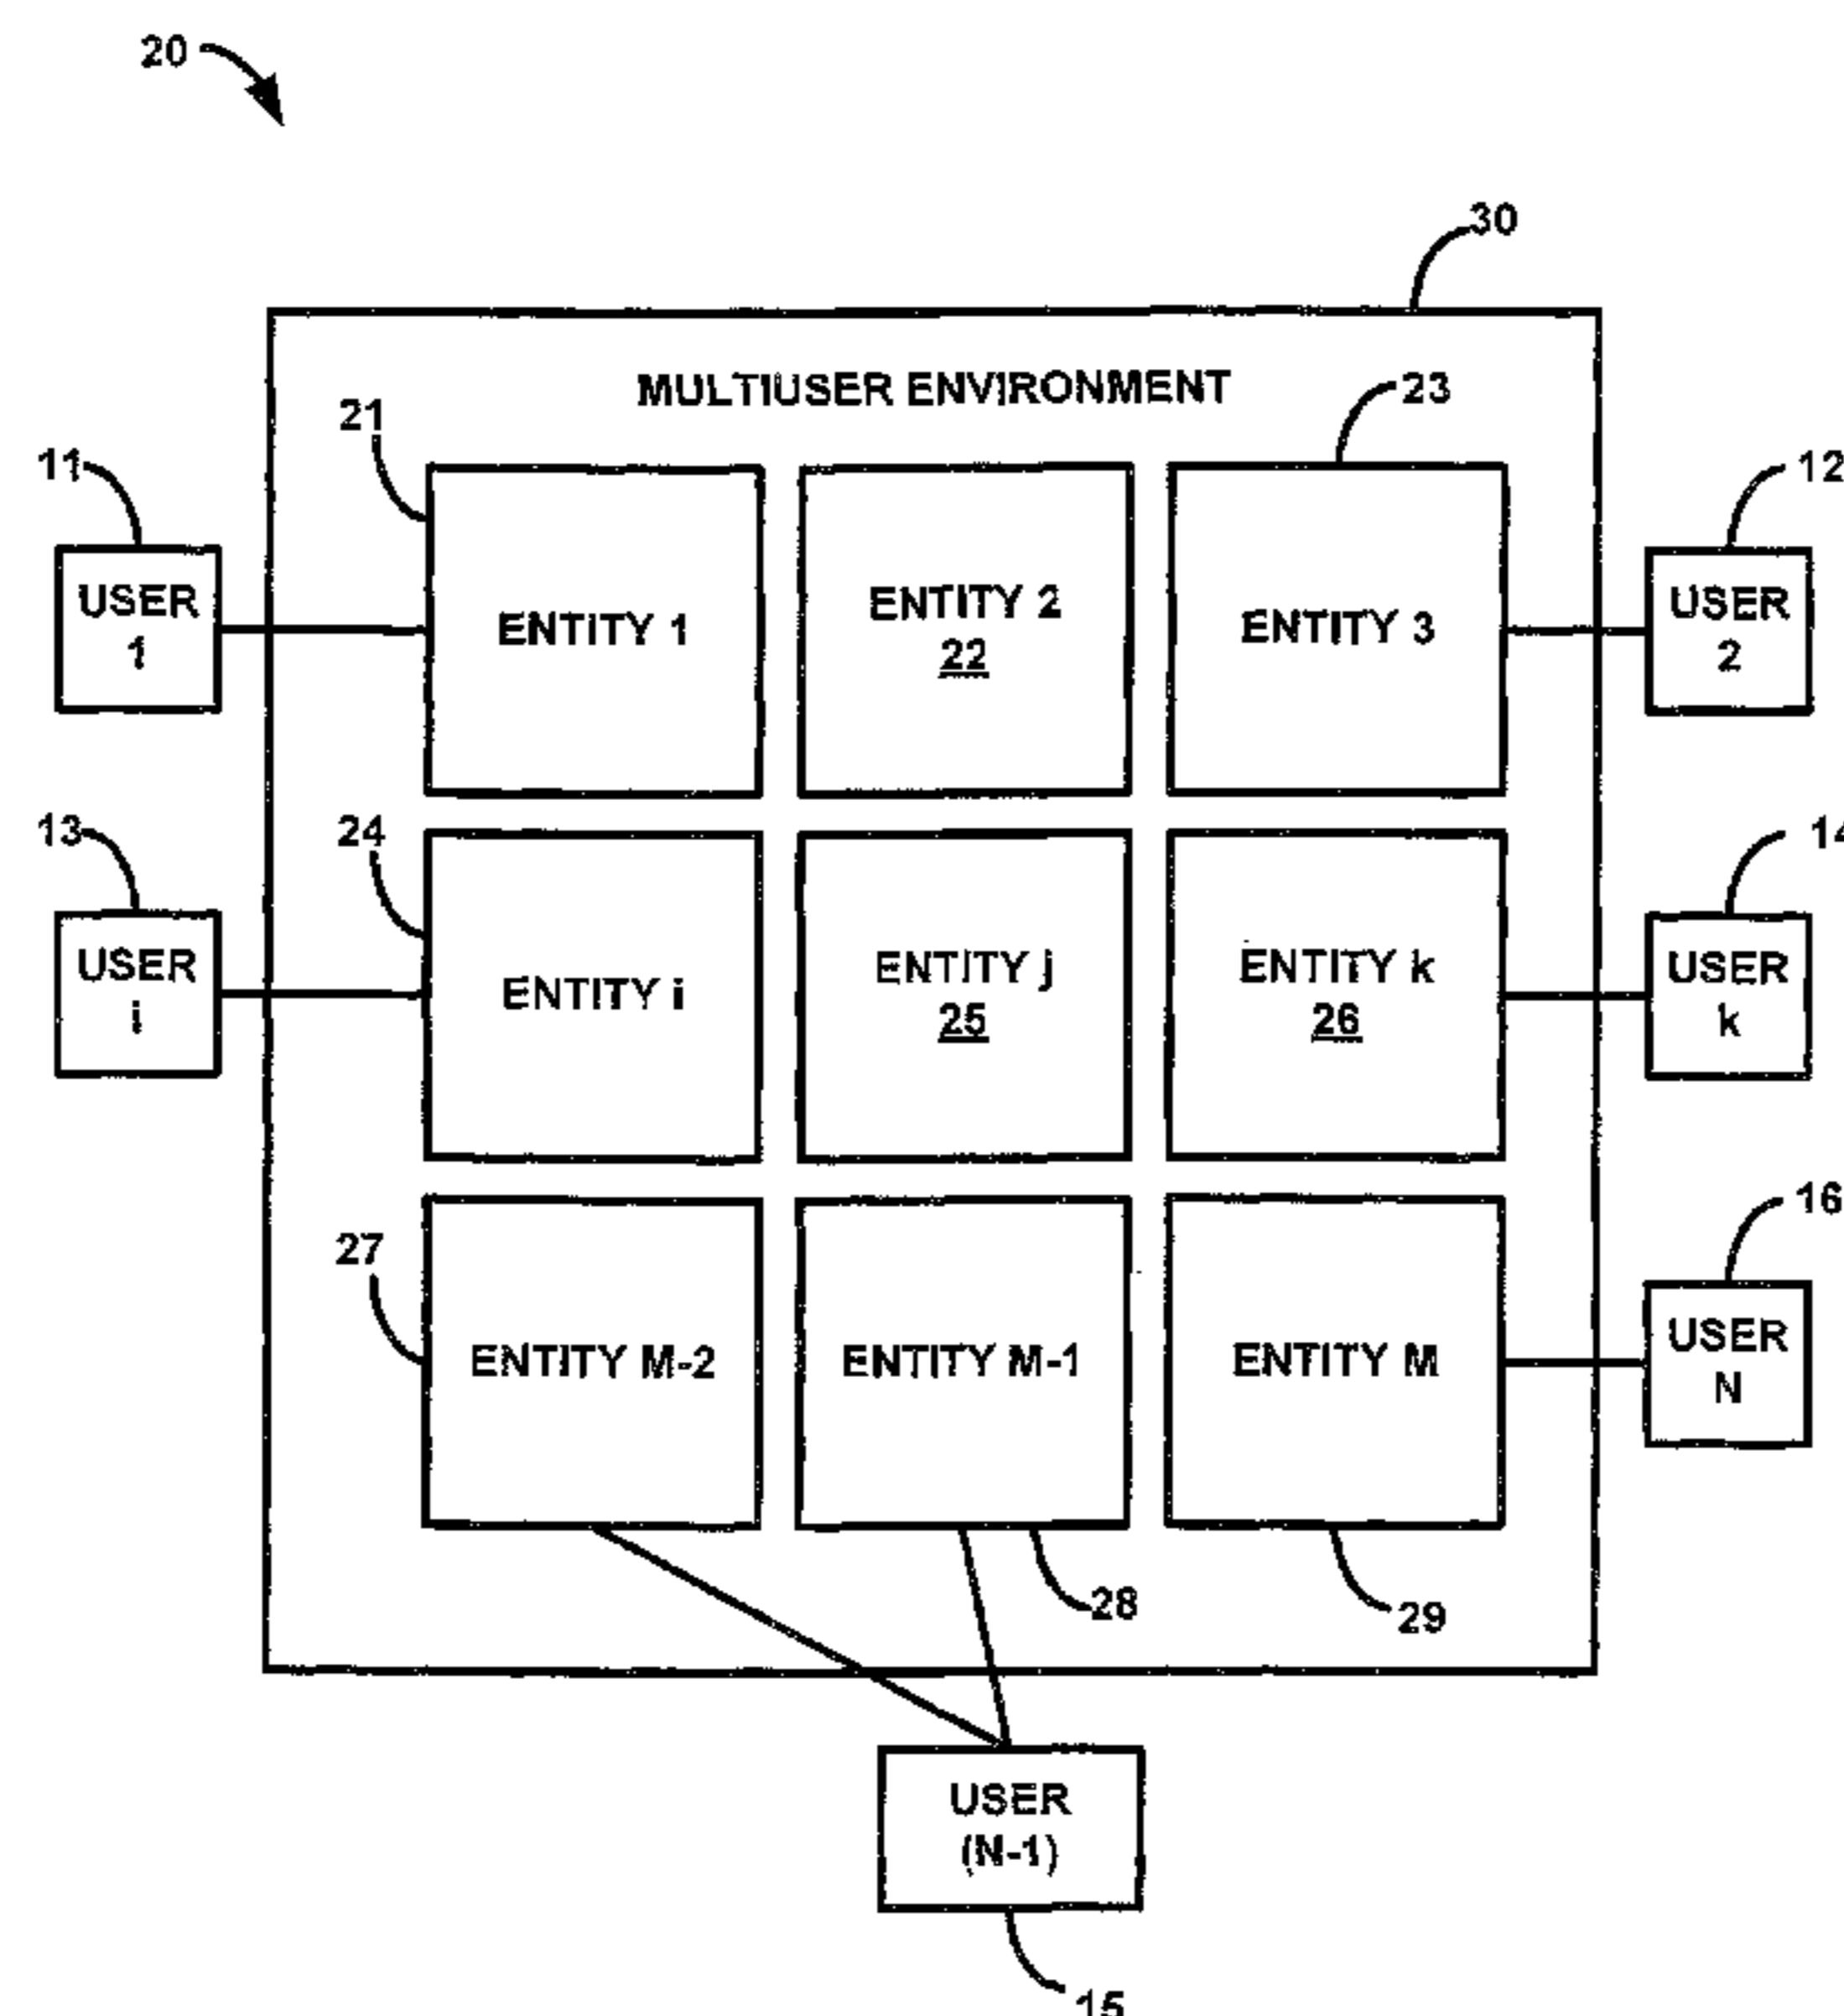 20
30
MULTIUSER ENVIRONMENT
21
23
11
12
USER
1
ENTITY 1
ENTITY 2
22
ENTITY 3
USER
2
13
24
14
USER
i
ENTITY i
ENTITY j
25
ENTITY k
26
USER
k
27
16
ENTITY M-2
ENTITY M-1
ENTITY M
USER
N
28
29
USER
(N-1)
15